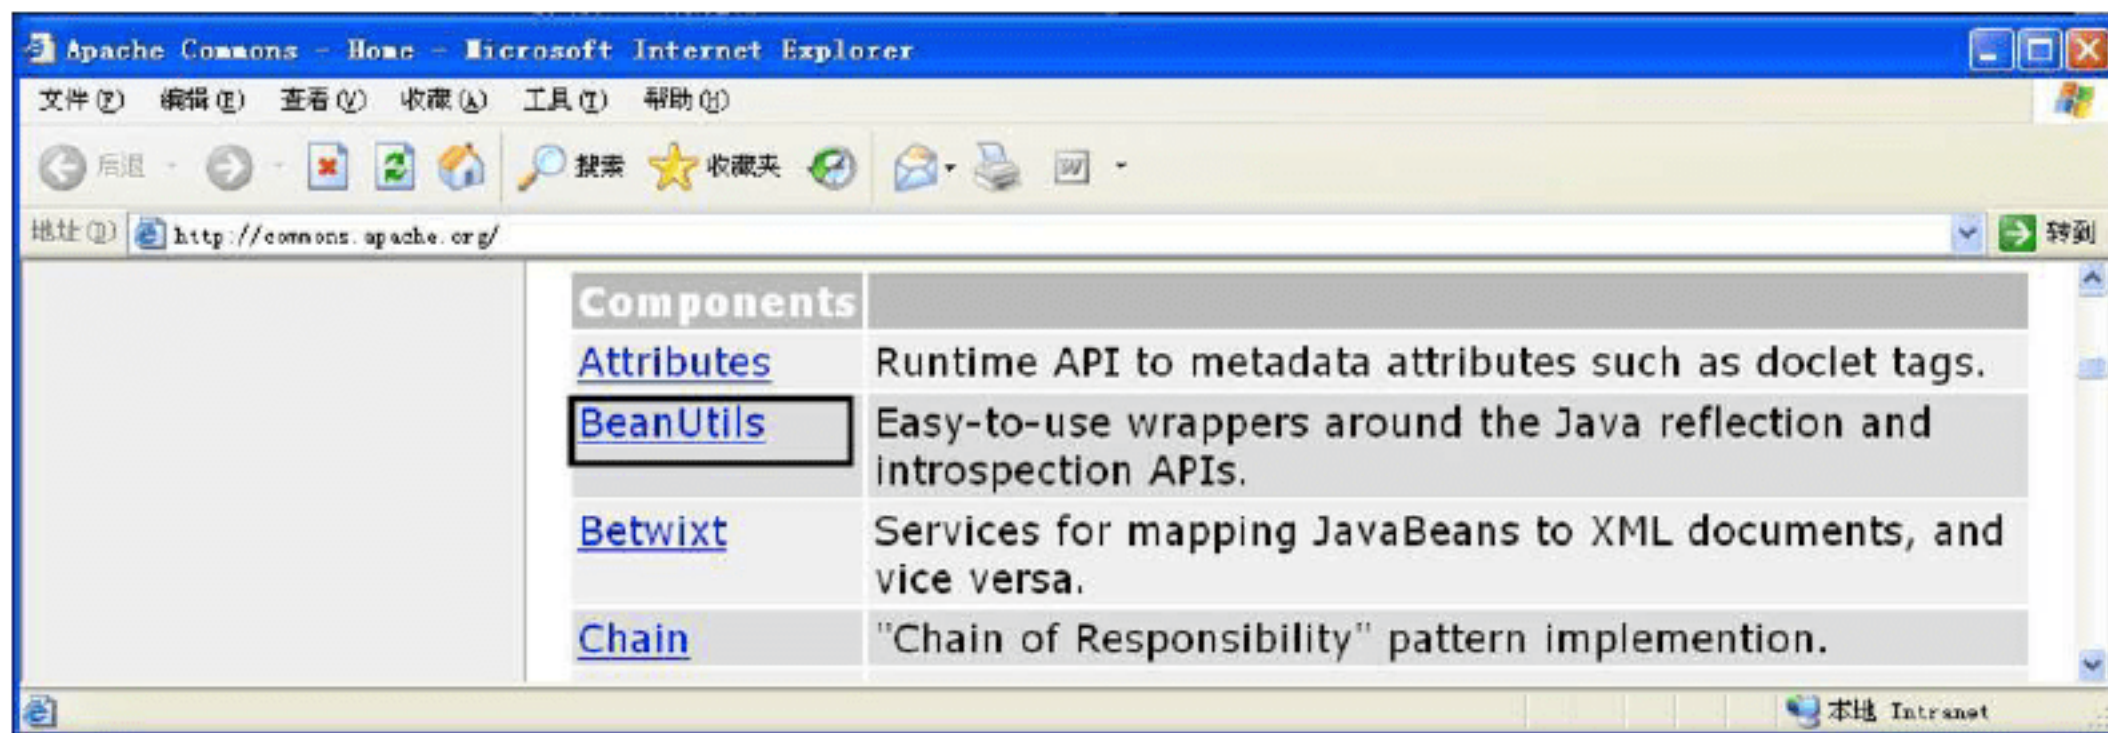 Apache Commons - Home - Microsoft Internet Explorer
文件(F) 编辑(E) 查看(V) 收藏(A) 工具(T) 帮助(H)
后退 搜索 收藏夹
地址(D) http://commons.apache.org/ 转到
Components
Attributes Runtime API to metadata attributes such as doclet tags.
BeanUtils Easy-to-use wrappers around the Java reflection and
introspection APIs.
Betwixt Services for mapping JavaBeans to XML documents, and
vice versa.
Chain "Chain of Responsibility" pattern implemention.
本地 Intranet